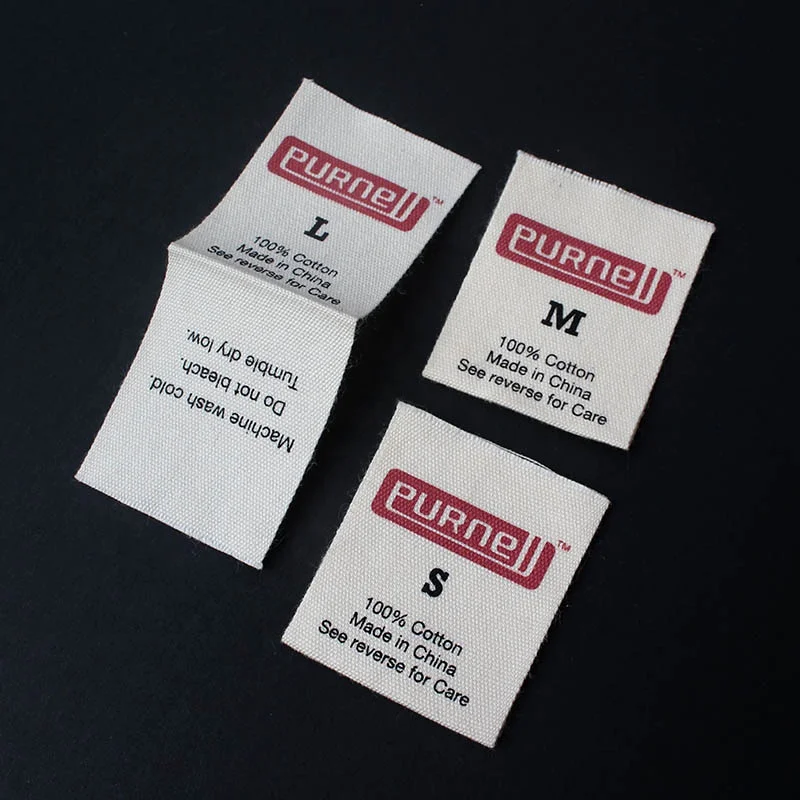 PURNell™
L
100% Cotton
Made in China
See reverse for Care
Machine wash cold.
Do not bleach.
Tumble dry low.
PURNell™
M
100% Cotton
Made in China
See reverse for Care
PURNell™
S
100% Cotton
Made in China
See reverse for Care